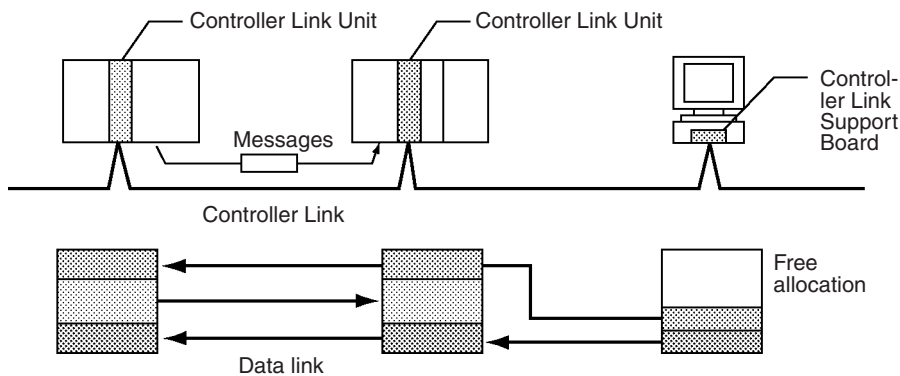 Controller Link Unit
Controller Link Unit
Control-
ler Link
Support
Board
Messages
Controller Link
Free
allocation
Data link